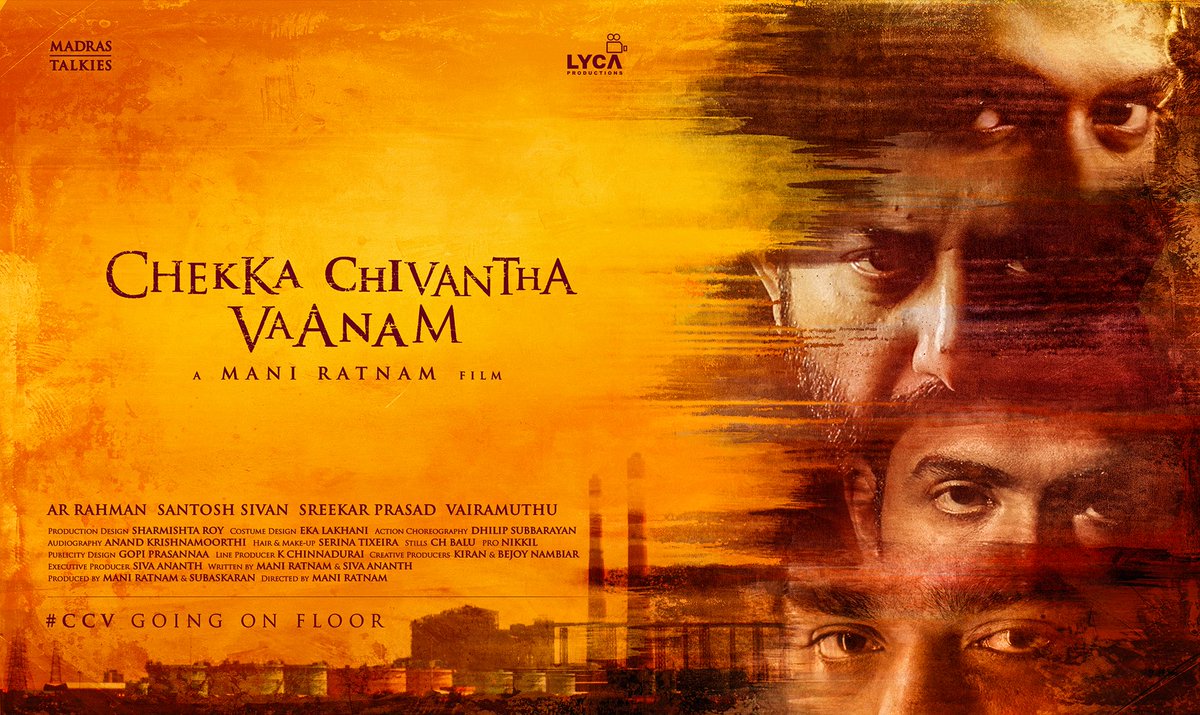 MADRAS
TALKIES
LYCA
PRODUCTIONS
CHEKKA CHIVANTHA
VAANAM
A MANI RATNAM FILM
AR RAHMAN SANTOSH SIVAN SREEKAR PRASAD VAIRAMUTHU
PRODUCTION DESIGN SHARMISHTA ROY COSTUME DESIGN EKA LAKHANI ACTION CHOREOGRAPHY DHILIP SUBBARAYAN
AUDIOGRAPHY ANAND KRISHNAMOORTHI HAIR & MAKE-UP SERINA TIXEIRA STILLS CH BALU PRO NIKKIL
PUBLICITY DESIGN GOPI PRASANNAA LINE PRODUCER K CHINNADURAI CREATIVE PRODUCERS KIRAN & BEJOY NAMBIAR
EXECUTIVE PRODUCER SIVA ANANTH WRITTEN BY MANI RATNAM & SIVA ANANTH
PRODUCED BY MANI RATNAM & SUBASKARAN DIRECTED BY MANI RATNAM
#CCV GOING ON FLOOR